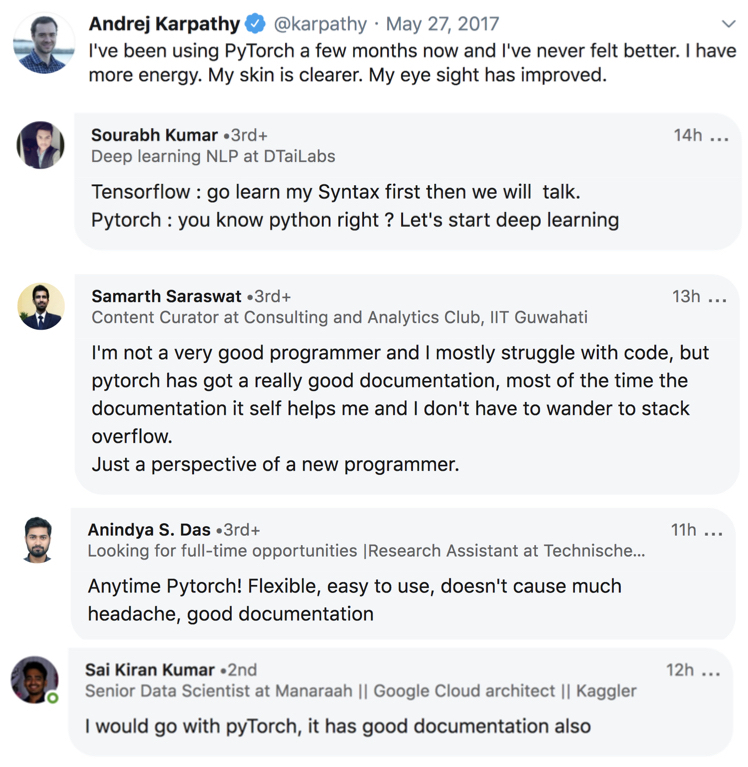 Andrej Karpathy @karpathy · May 27, 2017
I've been using PyTorch a few months now and I've never felt better. I have
more energy. My skin is clearer. My eye sight has improved.
Sourabh Kumar •3rd+ 14h ...
Deep learning NLP at DTaiLabs
Tensorflow : go learn my Syntax first then we will talk.
Pytorch : you know python right ? Let's start deep learning
Samarth Saraswat •3rd+ 13h ...
Content Curator at Consulting and Analytics Club, IIT Guwahati
I'm not a very good programmer and I mostly struggle with code, but
pytorch has got a really good documentation, most of the time the
documentation it self helps me and I don't have to wander to stack
overflow.
Just a perspective of a new programmer.
Anindya S. Das •3rd+ 11h ...
Looking for full-time opportunities |Research Assistant at Technische...
Anytime Pytorch! Flexible, easy to use, doesn't cause much
headache, good documentation
Sai Kiran Kumar •2nd 12h ...
Senior Data Scientist at Manaraah || Google Cloud architect || Kaggler
I would go with pyTorch, it has good documentation also